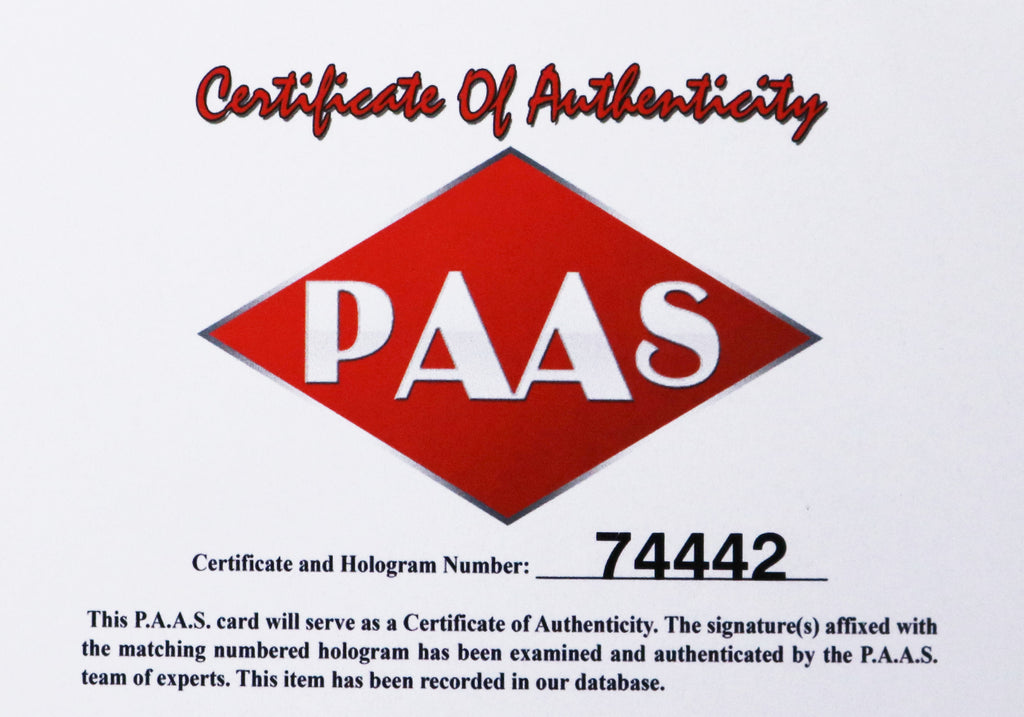 Certificate Of Authenticity
PAAS
Certificate and Hologram Number: 74442
This P.A.A.S. card will serve as a Certificate of Authenticity. The signature(s) affixed with
the matching numbered hologram has been examined and authenticated by the P.A.A.S.
team of experts. This item has been recorded in our database.